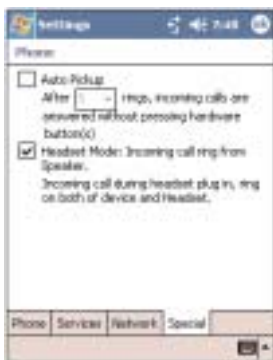 Settings 7:48 ok
Phone
Auto Pickup
After rings, incoming calls are
answered without pressing hardware
button(s)
Headset Mode: Incoming call ring from
Speaker.
Incoming call during headset plug in, ring
on both of device and Headset.
Phone Services Network Special